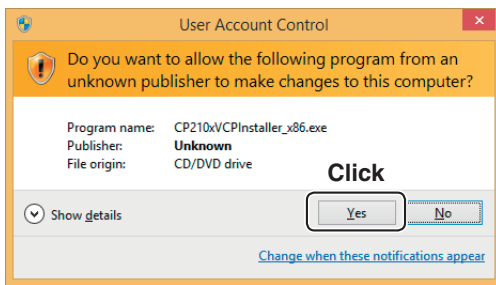 User Account Control
Do you want to allow the following program from an
unknown publisher to make changes to this computer?
Program name: CP210xVCPInstaller_x86.exe
Publisher: Unknown
File origin: CD/DVD drive
Click
Show details Yes No
Change when these notifications appear